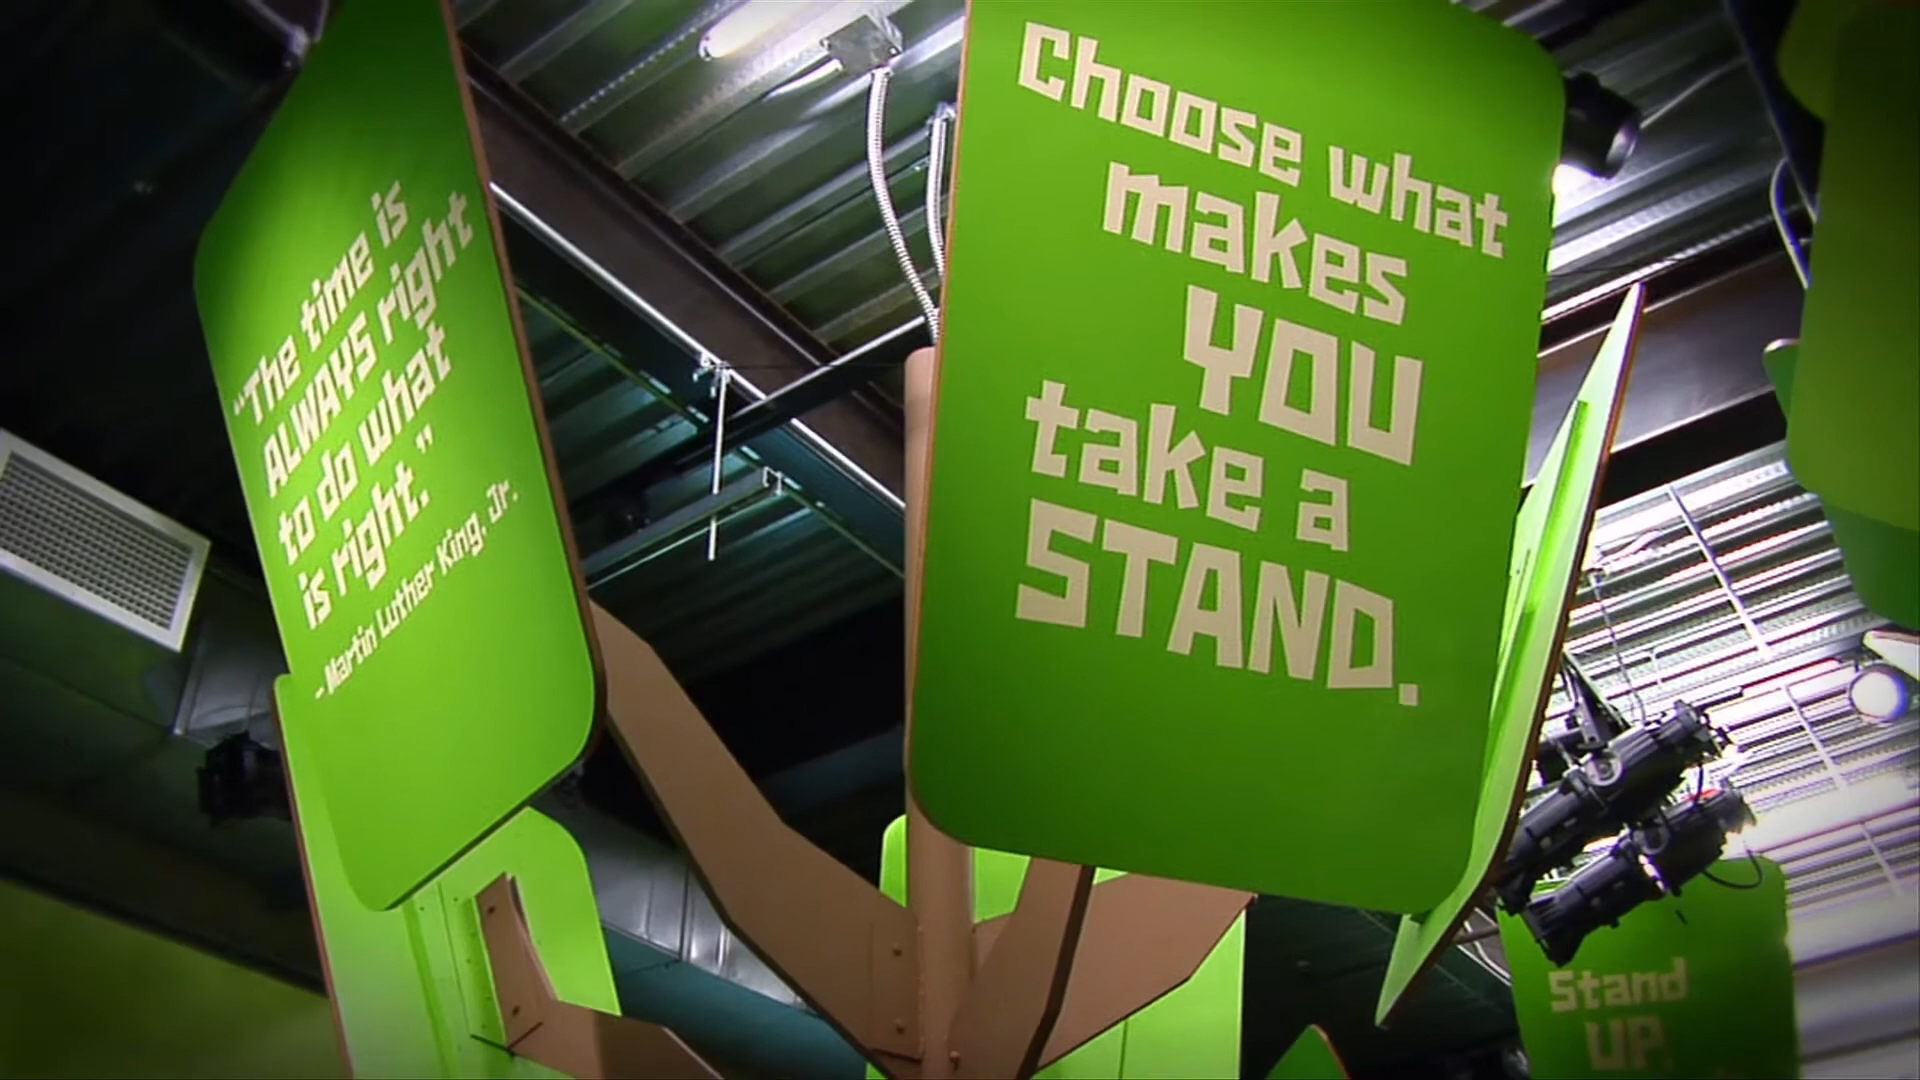 "The time is
ALWAYS right
to do what
is right."
- Martin Luther King, Jr.
Choose what
makes
YOU
take a
STAND.
Stand
UP.